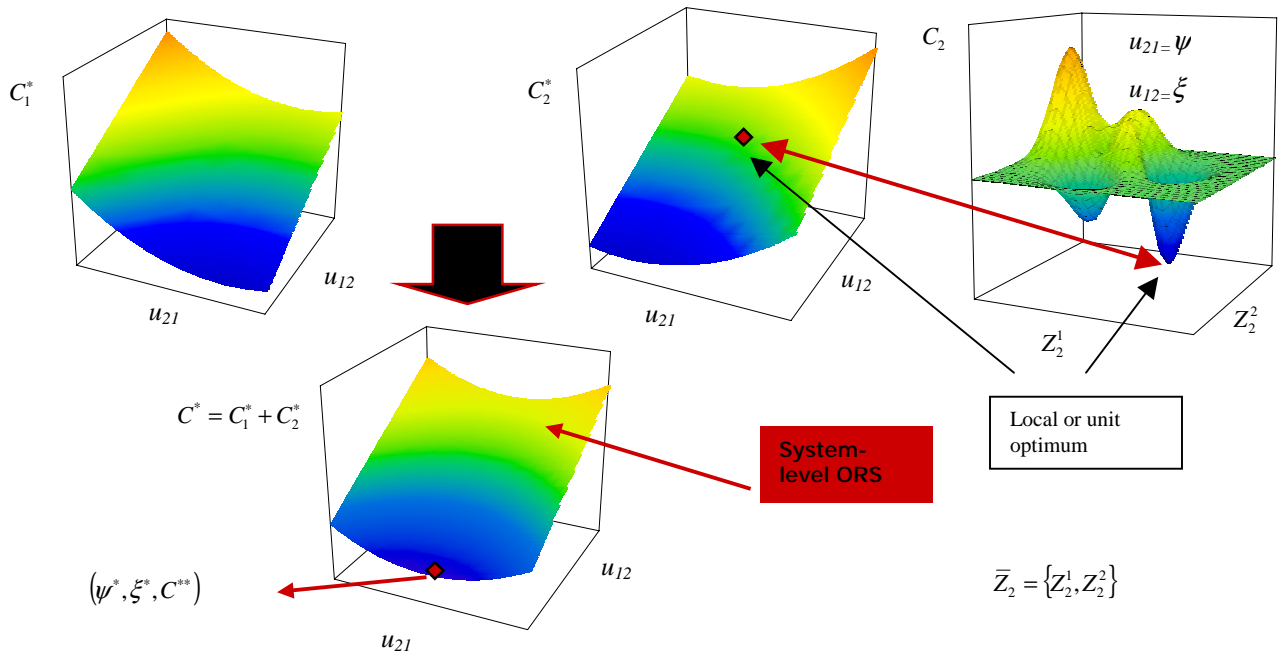 C₁*
u₂₁
u₁₂
C₂*
u₂₁
u₁₂
C₂
u₂₁₌ ψ
u₁₂₌ ξ
Z₂¹
Z₂²
C* = C₁* + C₂*
System-
level ORS
Local or unit
optimum
(ψ*, ξ*, C**)
u₂₁
u₁₂
Z̄₂ = {Z₂¹, Z₂²}